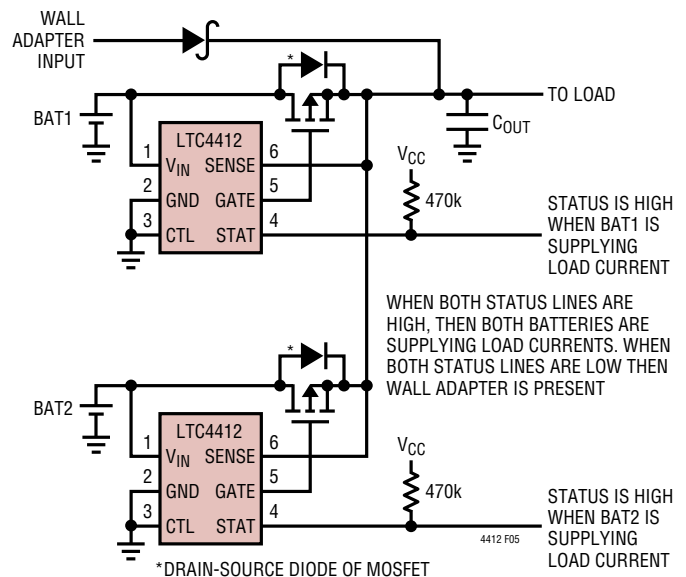 WALL
ADAPTER
INPUT
*
TO LOAD
BAT1
COUT
LTC4412
1
VIN SENSE
6
2
GND GATE
5
3
CTL STAT
4
VCC
470k
STATUS IS HIGH
WHEN BAT1 IS
SUPPLYING
LOAD CURRENT
WHEN BOTH STATUS LINES ARE
HIGH, THEN BOTH BATTERIES ARE
SUPPLYING LOAD CURRENTS. WHEN
BOTH STATUS LINES ARE LOW THEN
WALL ADAPTER IS PRESENT
*
BAT2
LTC4412
1
VIN SENSE
6
2
GND GATE
5
3
CTL STAT
4
VCC
470k
4412 F05
STATUS IS HIGH
WHEN BAT2 IS
SUPPLYING
LOAD CURRENT
*DRAIN-SOURCE DIODE OF MOSFET